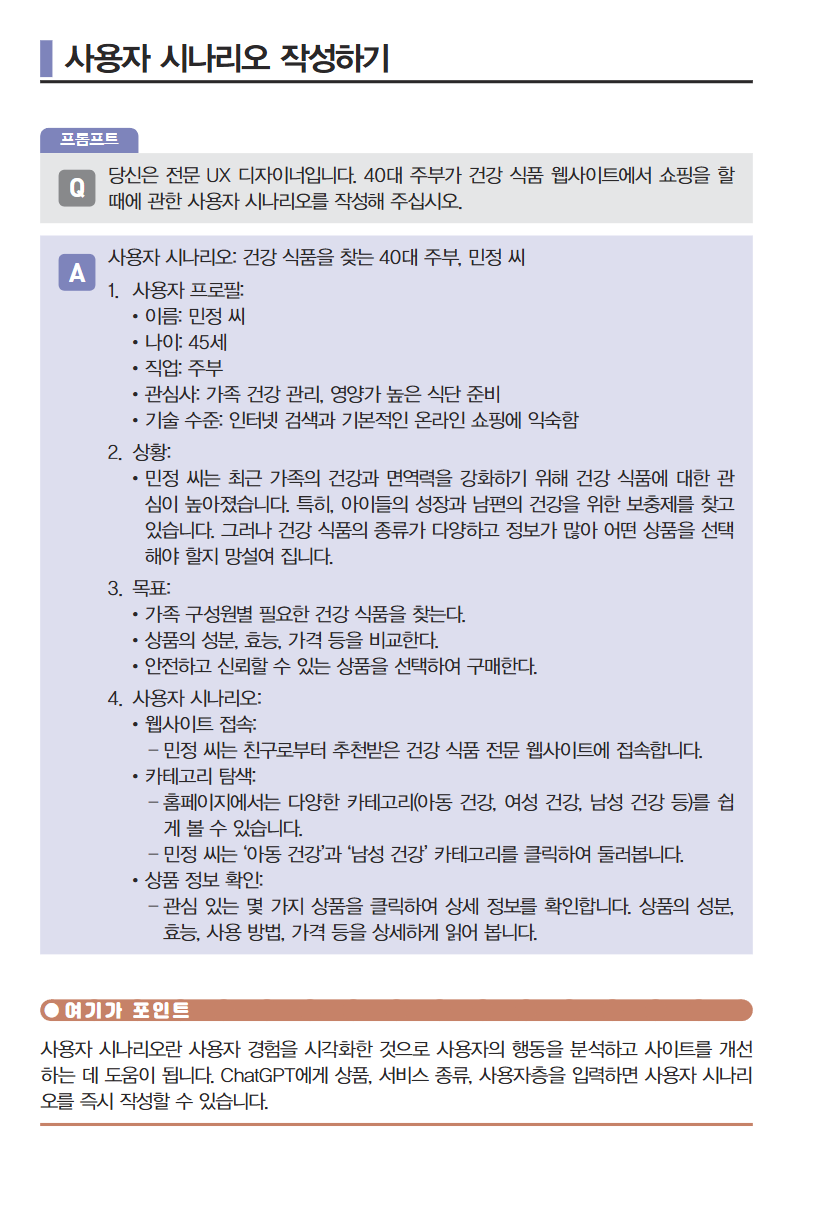 사용자 시나리오 작성하기
프롬프트
Q
당신은 전문 UX 디자이너입니다. 40대 주부가 건강 식품 웹사이트에서 쇼핑을 할
때에 관한 사용자 시나리오를 작성해 주십시오.
A
사용자 시나리오: 건강 식품을 찾는 40대 주부, 민정 씨
1. 사용자 프로필:
• 이름: 민정 씨
• 나이: 45세
• 직업: 주부
• 관심사: 가족 건강 관리, 영양가 높은 식단 준비
• 기술 수준: 인터넷 검색과 기본적인 온라인 쇼핑에 익숙함
2. 상황:
• 민정 씨는 최근 가족의 건강과 면역력을 강화하기 위해 건강 식품에 대한 관
심이 높아졌습니다. 특히, 아이들의 성장과 남편의 건강을 위한 보충제를 찾고
있습니다. 그러나 건강 식품의 종류가 다양하고 정보가 많아 어떤 상품을 선택
해야 할지 망설여 집니다.
3. 목표:
• 가족 구성원별 필요한 건강 식품을 찾는다.
• 상품의 성분, 효능, 가격 등을 비교한다.
• 안전하고 신뢰할 수 있는 상품을 선택하여 구매한다.
4. 사용자 시나리오:
• 웹사이트 접속:
– 민정 씨는 친구로부터 추천받은 건강 식품 전문 웹사이트에 접속합니다.
• 카테고리 탐색:
– 홈페이지에서는 다양한 카테고리(아동 건강, 여성 건강, 남성 건강 등)를 쉽
게 볼 수 있습니다.
– 민정 씨는 ‘아동 건강’과 ‘남성 건강’ 카테고리를 클릭하여 둘러봅니다.
• 상품 정보 확인:
– 관심 있는 몇 가지 상품을 클릭하여 상세 정보를 확인합니다. 상품의 성분,
효능, 사용 방법, 가격 등을 상세하게 읽어 봅니다.
여기가 포인트
사용자 시나리오란 사용자 경험을 시각화한 것으로 사용자의 행동을 분석하고 사이트를 개선
하는 데 도움이 됩니다. ChatGPT에게 상품, 서비스 종류, 사용자층을 입력하면 사용자 시나리
오를 즉시 작성할 수 있습니다.